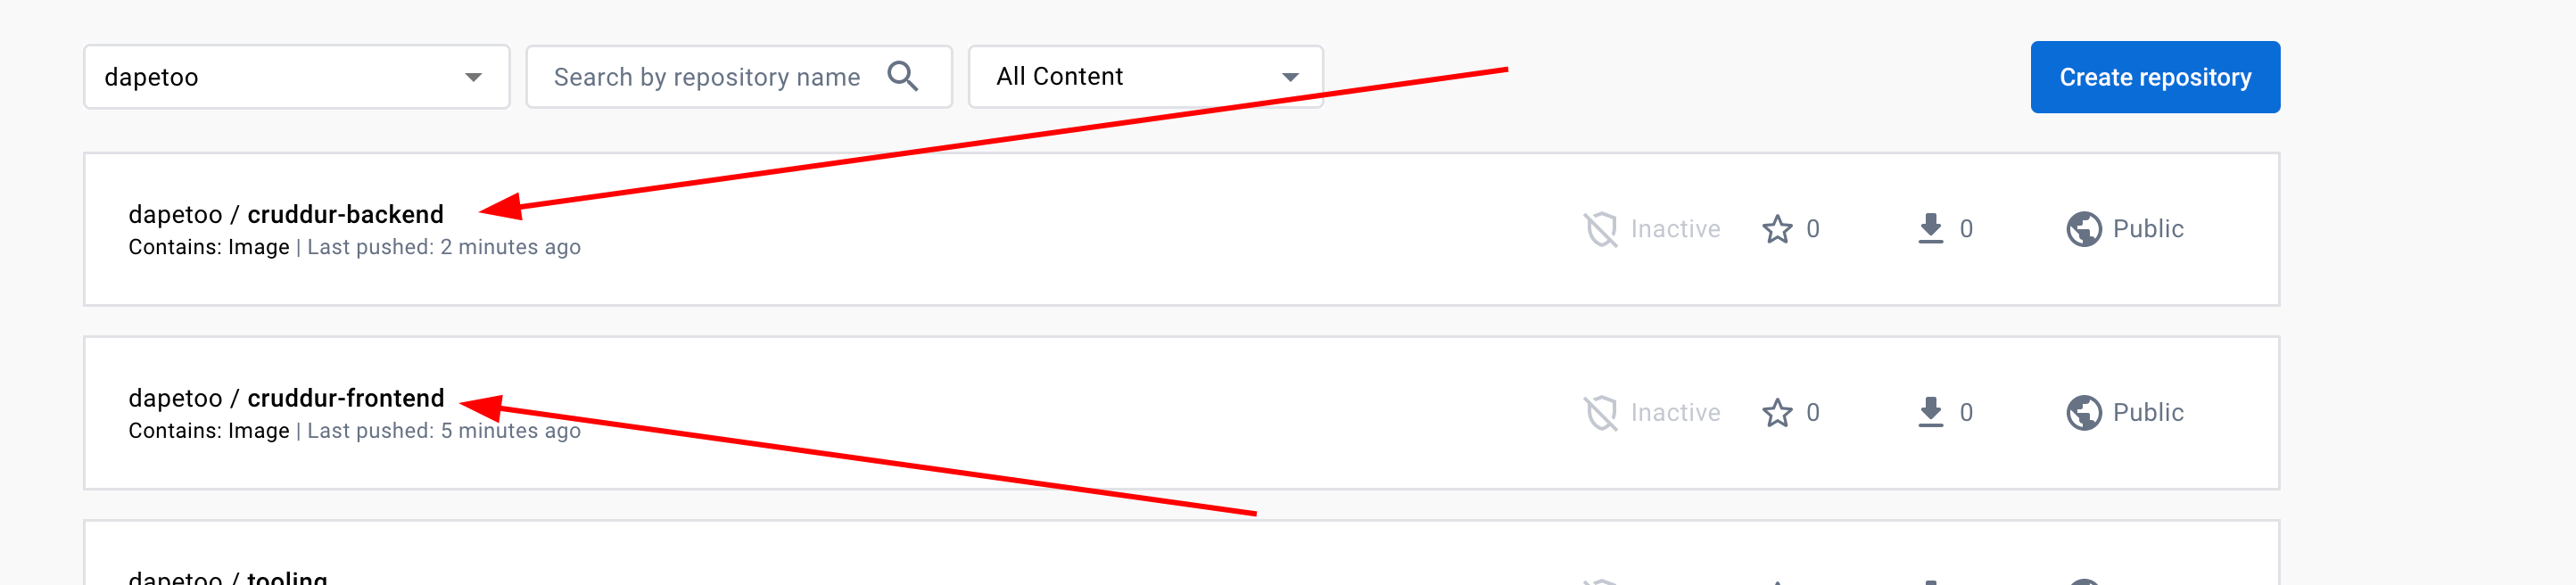 dapetoo
Search by repository name
All Content
Create repository
dapetoo / cruddur-backend
Contains: Image | Last pushed: 2 minutes ago
Inactive
0
0
Public
dapetoo / cruddur-frontend
Contains: Image | Last pushed: 5 minutes ago
Inactive
0
0
Public
dapetoo / tooling